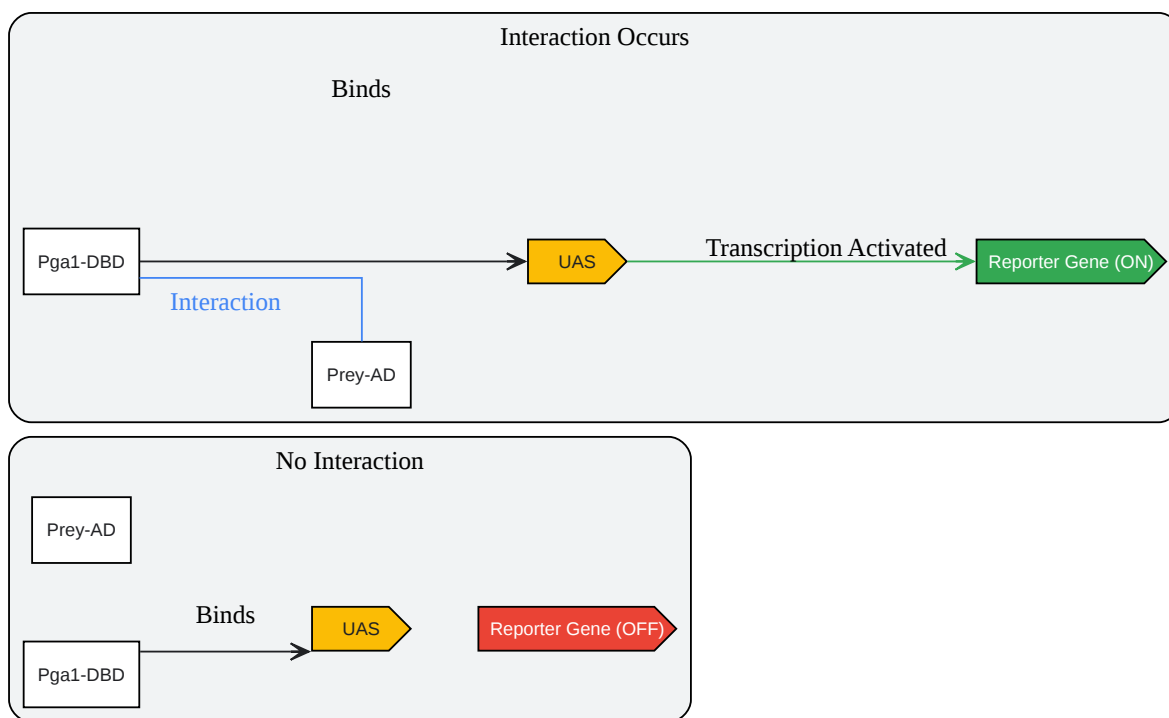 Interaction Occurs
Binds
Pga1-DBD
UAS
Transcription Activated
Reporter Gene (ON)
Interaction
Prey-AD
No Interaction
Prey-AD
Binds
UAS
Reporter Gene (OFF)
Pga1-DBD